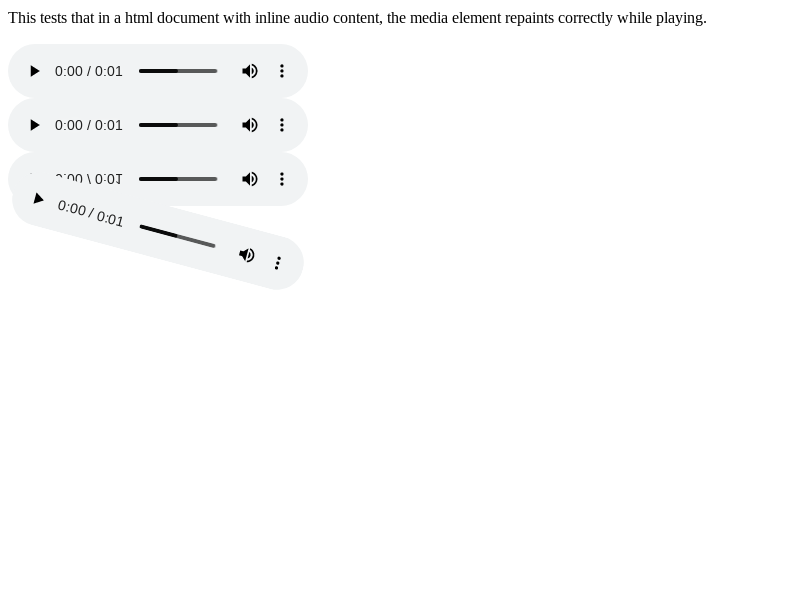 This tests that in a html document with inline audio content, the media element repaints correctly while playing.
0:00 / 0:01
0:00 / 0:01
0:00 \ 0:01
0:00 / 0:01